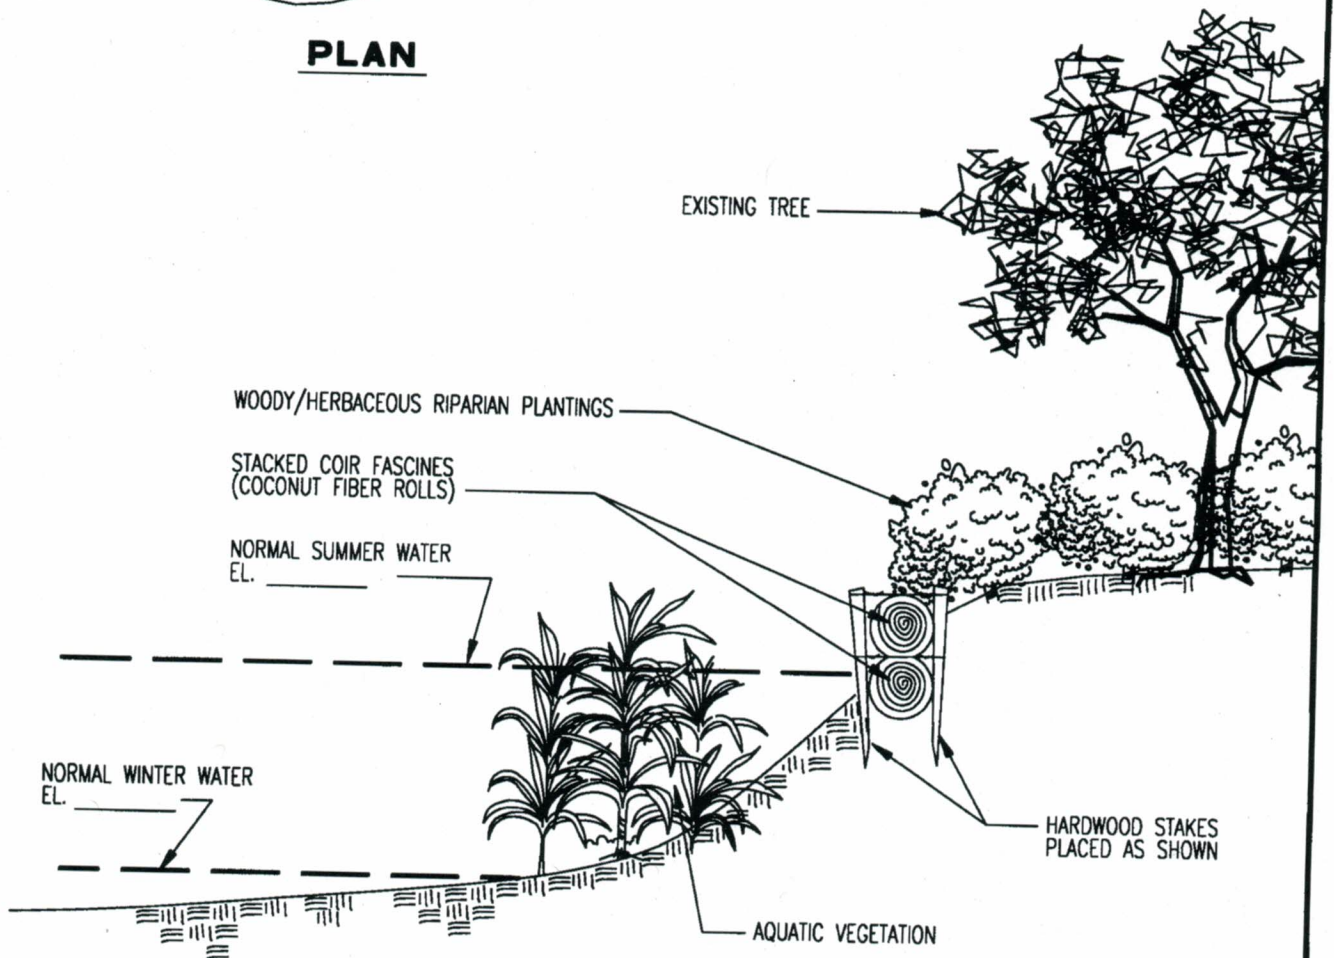 PLAN
EXISTING TREE
WOODY/HERBACEOUS RIPARIAN PLANTINGS
STACKED COIR FASCINES
(COCONUT FIBER ROLLS)
NORMAL SUMMER WATER
EL.
NORMAL WINTER WATER
EL.
HARDWOOD STAKES
PLACED AS SHOWN
AQUATIC VEGETATION